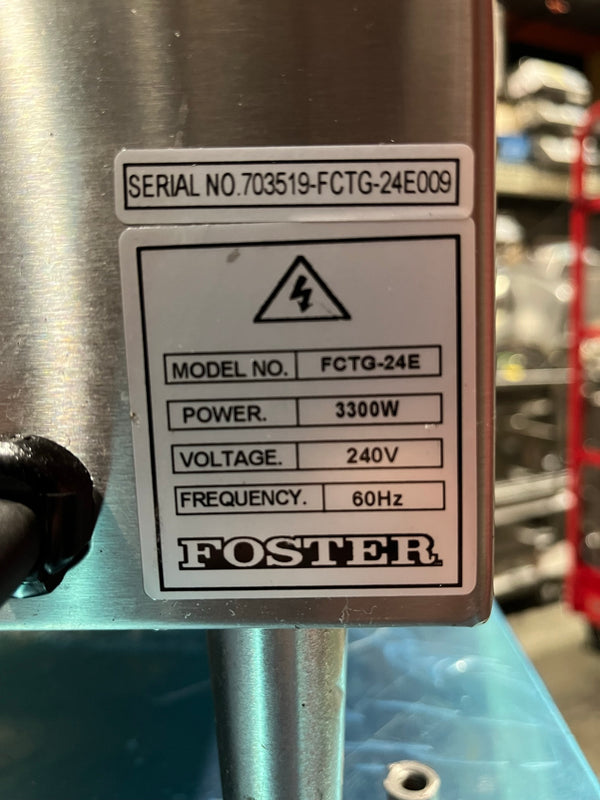 SERIAL NO.703519-FCTG-24E009
MODEL NO. FCTG-24E
POWER. 3300W
VOLTAGE. 240V
FREQUENCY. 60Hz
FOSTER